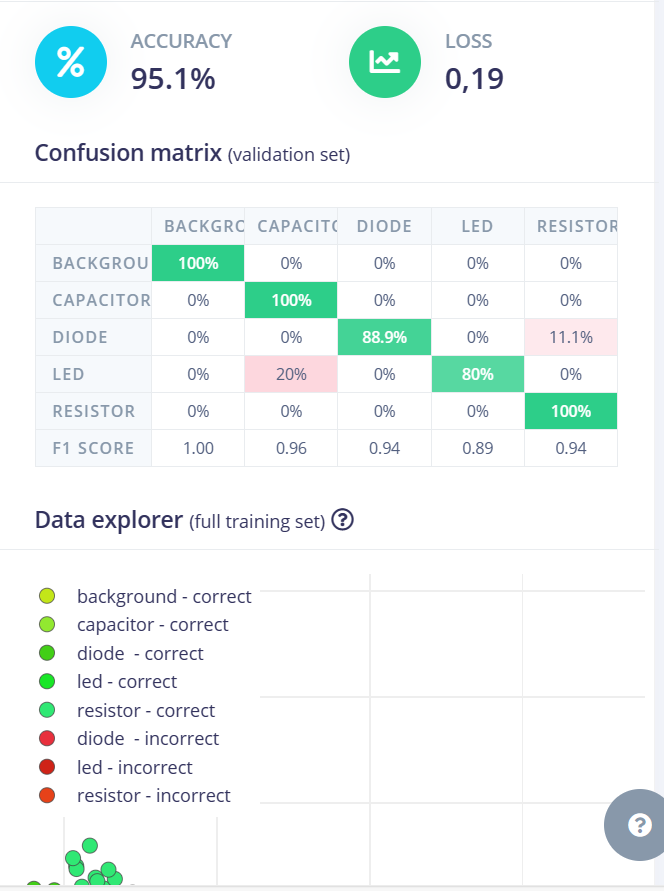 ACCURACY
LOSS
95.1%
0,19
Confusion matrix (validation set)
BACKGRO CAPACITO DIODE LED RESISTOR
BACKGROU 100% 0% 0% 0% 0%
CAPACITOR 0% 100% 0% 0% 0%
DIODE 0% 0% 88.9% 0% 11.1%
LED 0% 20% 0% 80% 0%
RESISTOR 0% 0% 0% 0% 100%
F1 SCORE 1.00 0.96 0.94 0.89 0.94
Data explorer (full training set) ?
background - correct
capacitor - correct
diode - correct
led - correct
resistor - correct
diode - incorrect
led - incorrect
resistor - incorrect
?